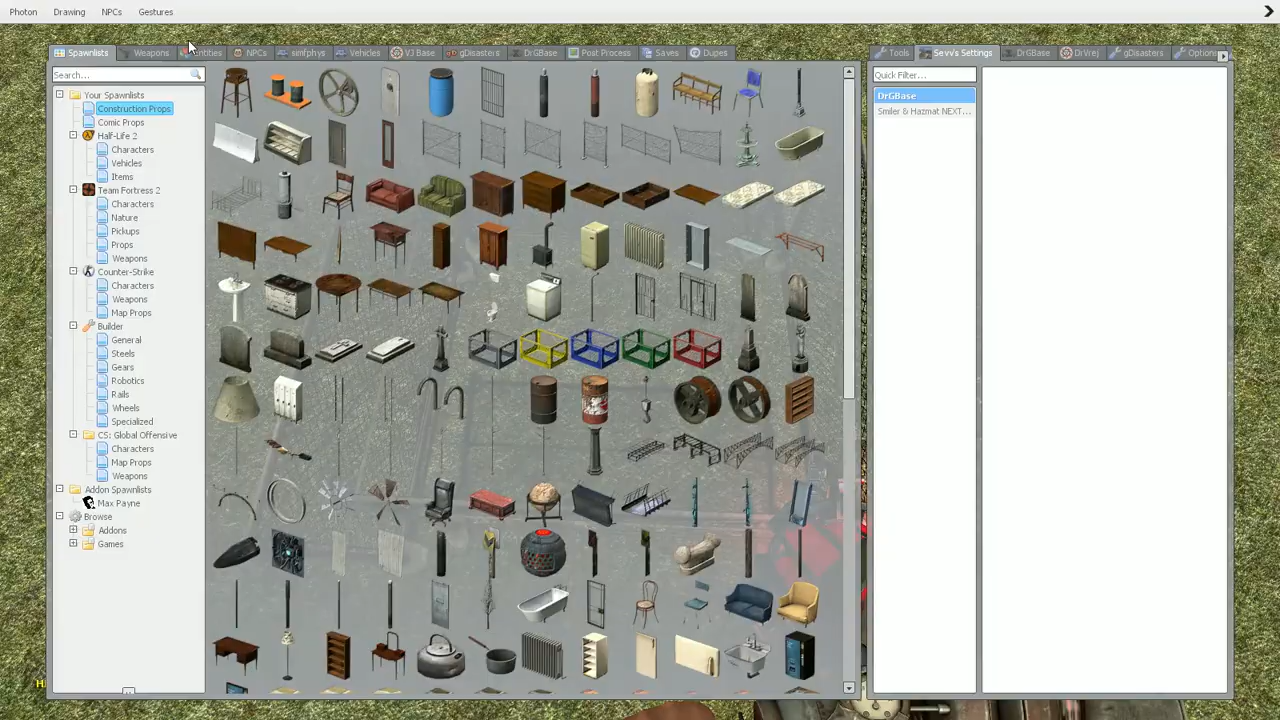 Photon Drawing NPCs Gestures
Spawnlists Weapons Entities NPCs simfphys Vehicles VJ Base gDisasters DrGBase Post Process Saves Dupes
Tools Sevv's Settings DrGBase DrVrej gDisasters Options
Search...
Your Spawnlists
Construction Props
Comic Props
Half-Life 2
Characters
Vehicles
Items
Team Fortress 2
Characters
Nature
Pickups
Props
Weapons
Counter-Strike
Characters
Weapons
Map Props
Builder
General
Steels
Gears
Robotics
Rails
Wheels
Specialized
CS: Global Offensive
Characters
Map Props
Weapons
Addon Spawnlists
Max Payne
Browse
Addons
Games
Quick Filter...
DrGBase
Smiler & Hazmat NEXT...